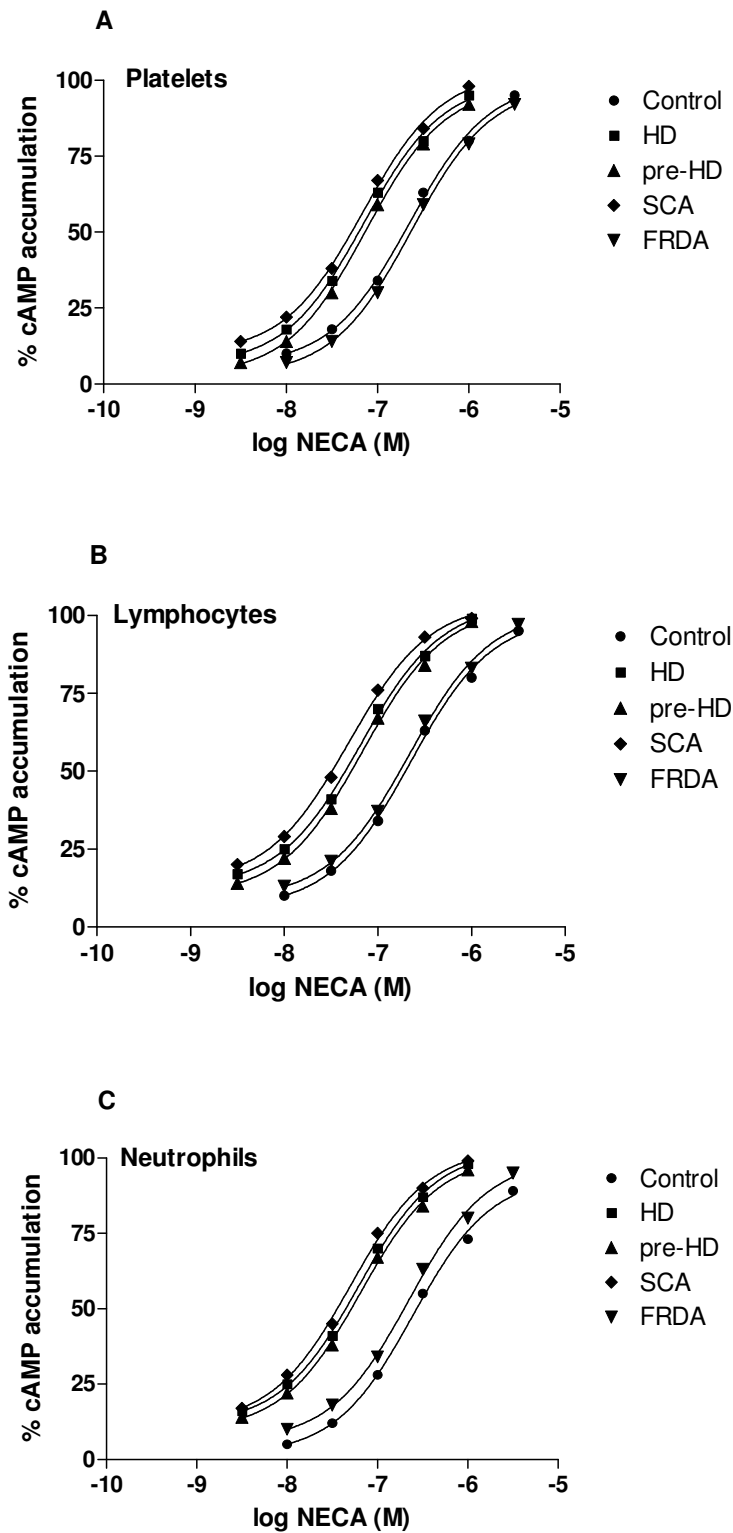 A
Platelets
100
75
50
25
0
% cAMP accumulation
-10 -9 -8 -7 -6 -5
log NECA (M)
Control
HD
pre-HD
SCA
FRDA
B
Lymphocytes
100
75
50
25
0
% cAMP accumulation
-10 -9 -8 -7 -6 -5
log NECA (M)
Control
HD
pre-HD
SCA
FRDA
C
Neutrophils
100
75
50
25
0
% cAMP accumulation
-10 -9 -8 -7 -6 -5
log NECA (M)
Control
HD
pre-HD
SCA
FRDA